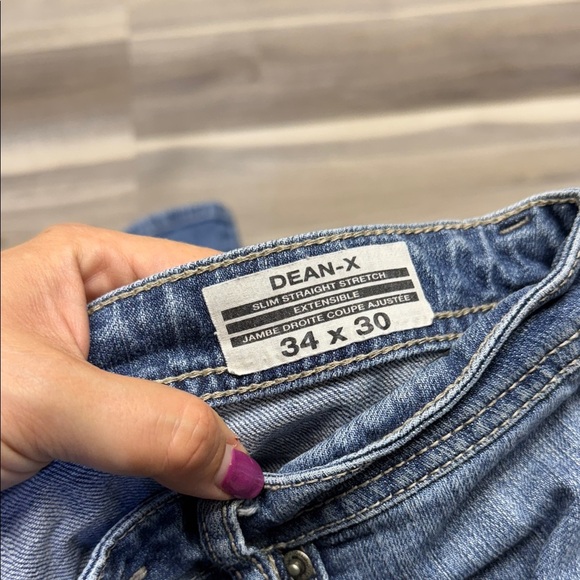 DEAN-X
SLIM STRAIGHT STRETCH
EXTENSIBLE
JAMBE DROITE COUPE AJUSTÉE
34 x 30